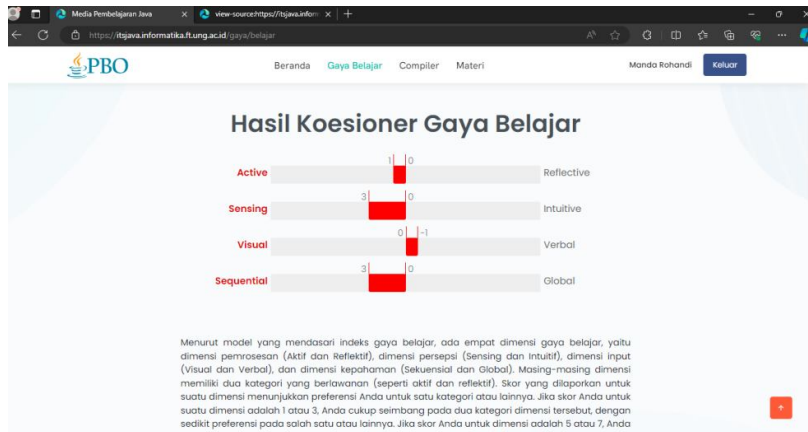 Media Pembelajaran Java
view-source:https://itsjava.inform
https://itsjava.informatika.ft.ung.ac.id/gaya/belajar
PBO
Beranda Gaya Belajar Compiler Materi
Manda Rohandi
Keluar
Hasil Koesioner Gaya Belajar
1 0
Active Reflective
3 0
Sensing Intuitive
0 -1
Visual Verbal
3 0
Sequential Global
Menurut model yang mendasari indeks gaya belajar, ada empat dimensi gaya belajar, yaitu
dimensi pemrosesan (Aktif dan Reflektif), dimensi persepsi (Sensing dan Intuitif), dimensi input
(Visual dan Verbal), dan dimensi kepahaman (Sekuensial dan Global). Masing-masing dimensi
memiliki dua kategori yang berlawanan (seperti aktif dan reflektif). Skor yang dilaporkan untuk
suatu dimensi menunjukkan preferensi Anda untuk satu kategori atau lainnya. Jika skor Anda untuk
suatu dimensi adalah 1 atau 3, Anda cukup seimbang pada dua kategori dimensi tersebut, dengan
sedikit preferensi pada salah satu atau lainnya. Jika skor Anda untuk dimensi adalah 5 atau 7, Anda